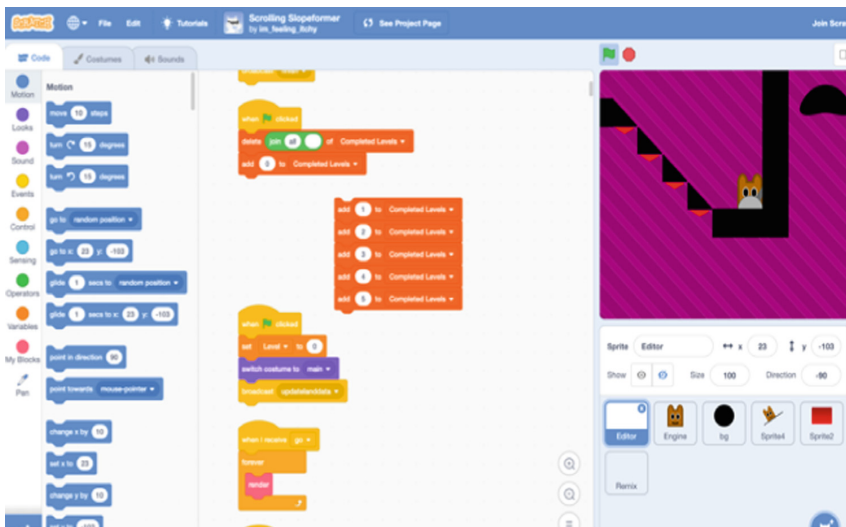 SCRATCH File Edit Tutorials Scrolling Slopeformer by im_feeling_itchy See Project Page Join Scra
Code Costumes Sounds
Motion
Looks
Sound
Events
Control
Sensing
Operators
Variables
My Blocks
Pen
Motion
move 10 steps
turn 15 degrees
turn 15 degrees
go to random position
go to x: 23 y: -103
glide 1 secs to random position
glide 1 secs to x: 23 y: -103
point in direction 90
point towards mouse-pointer
change x by 10
set x to 23
change y by 10
when clicked
delete join all of Completed Levels
add 0 to Completed Levels
add 1 to Completed Levels
add 2 to Completed Levels
add 3 to Completed Levels
add 4 to Completed Levels
add 5 to Completed Levels
when clicked
set Level to 0
switch costume to main
broadcast updatelanddata
when I receive go
forever
render
Sprite Editor x 23 y -103
Show Size 100 Direction -90
Editor Engine bg Sprite4 Sprite2
Remix